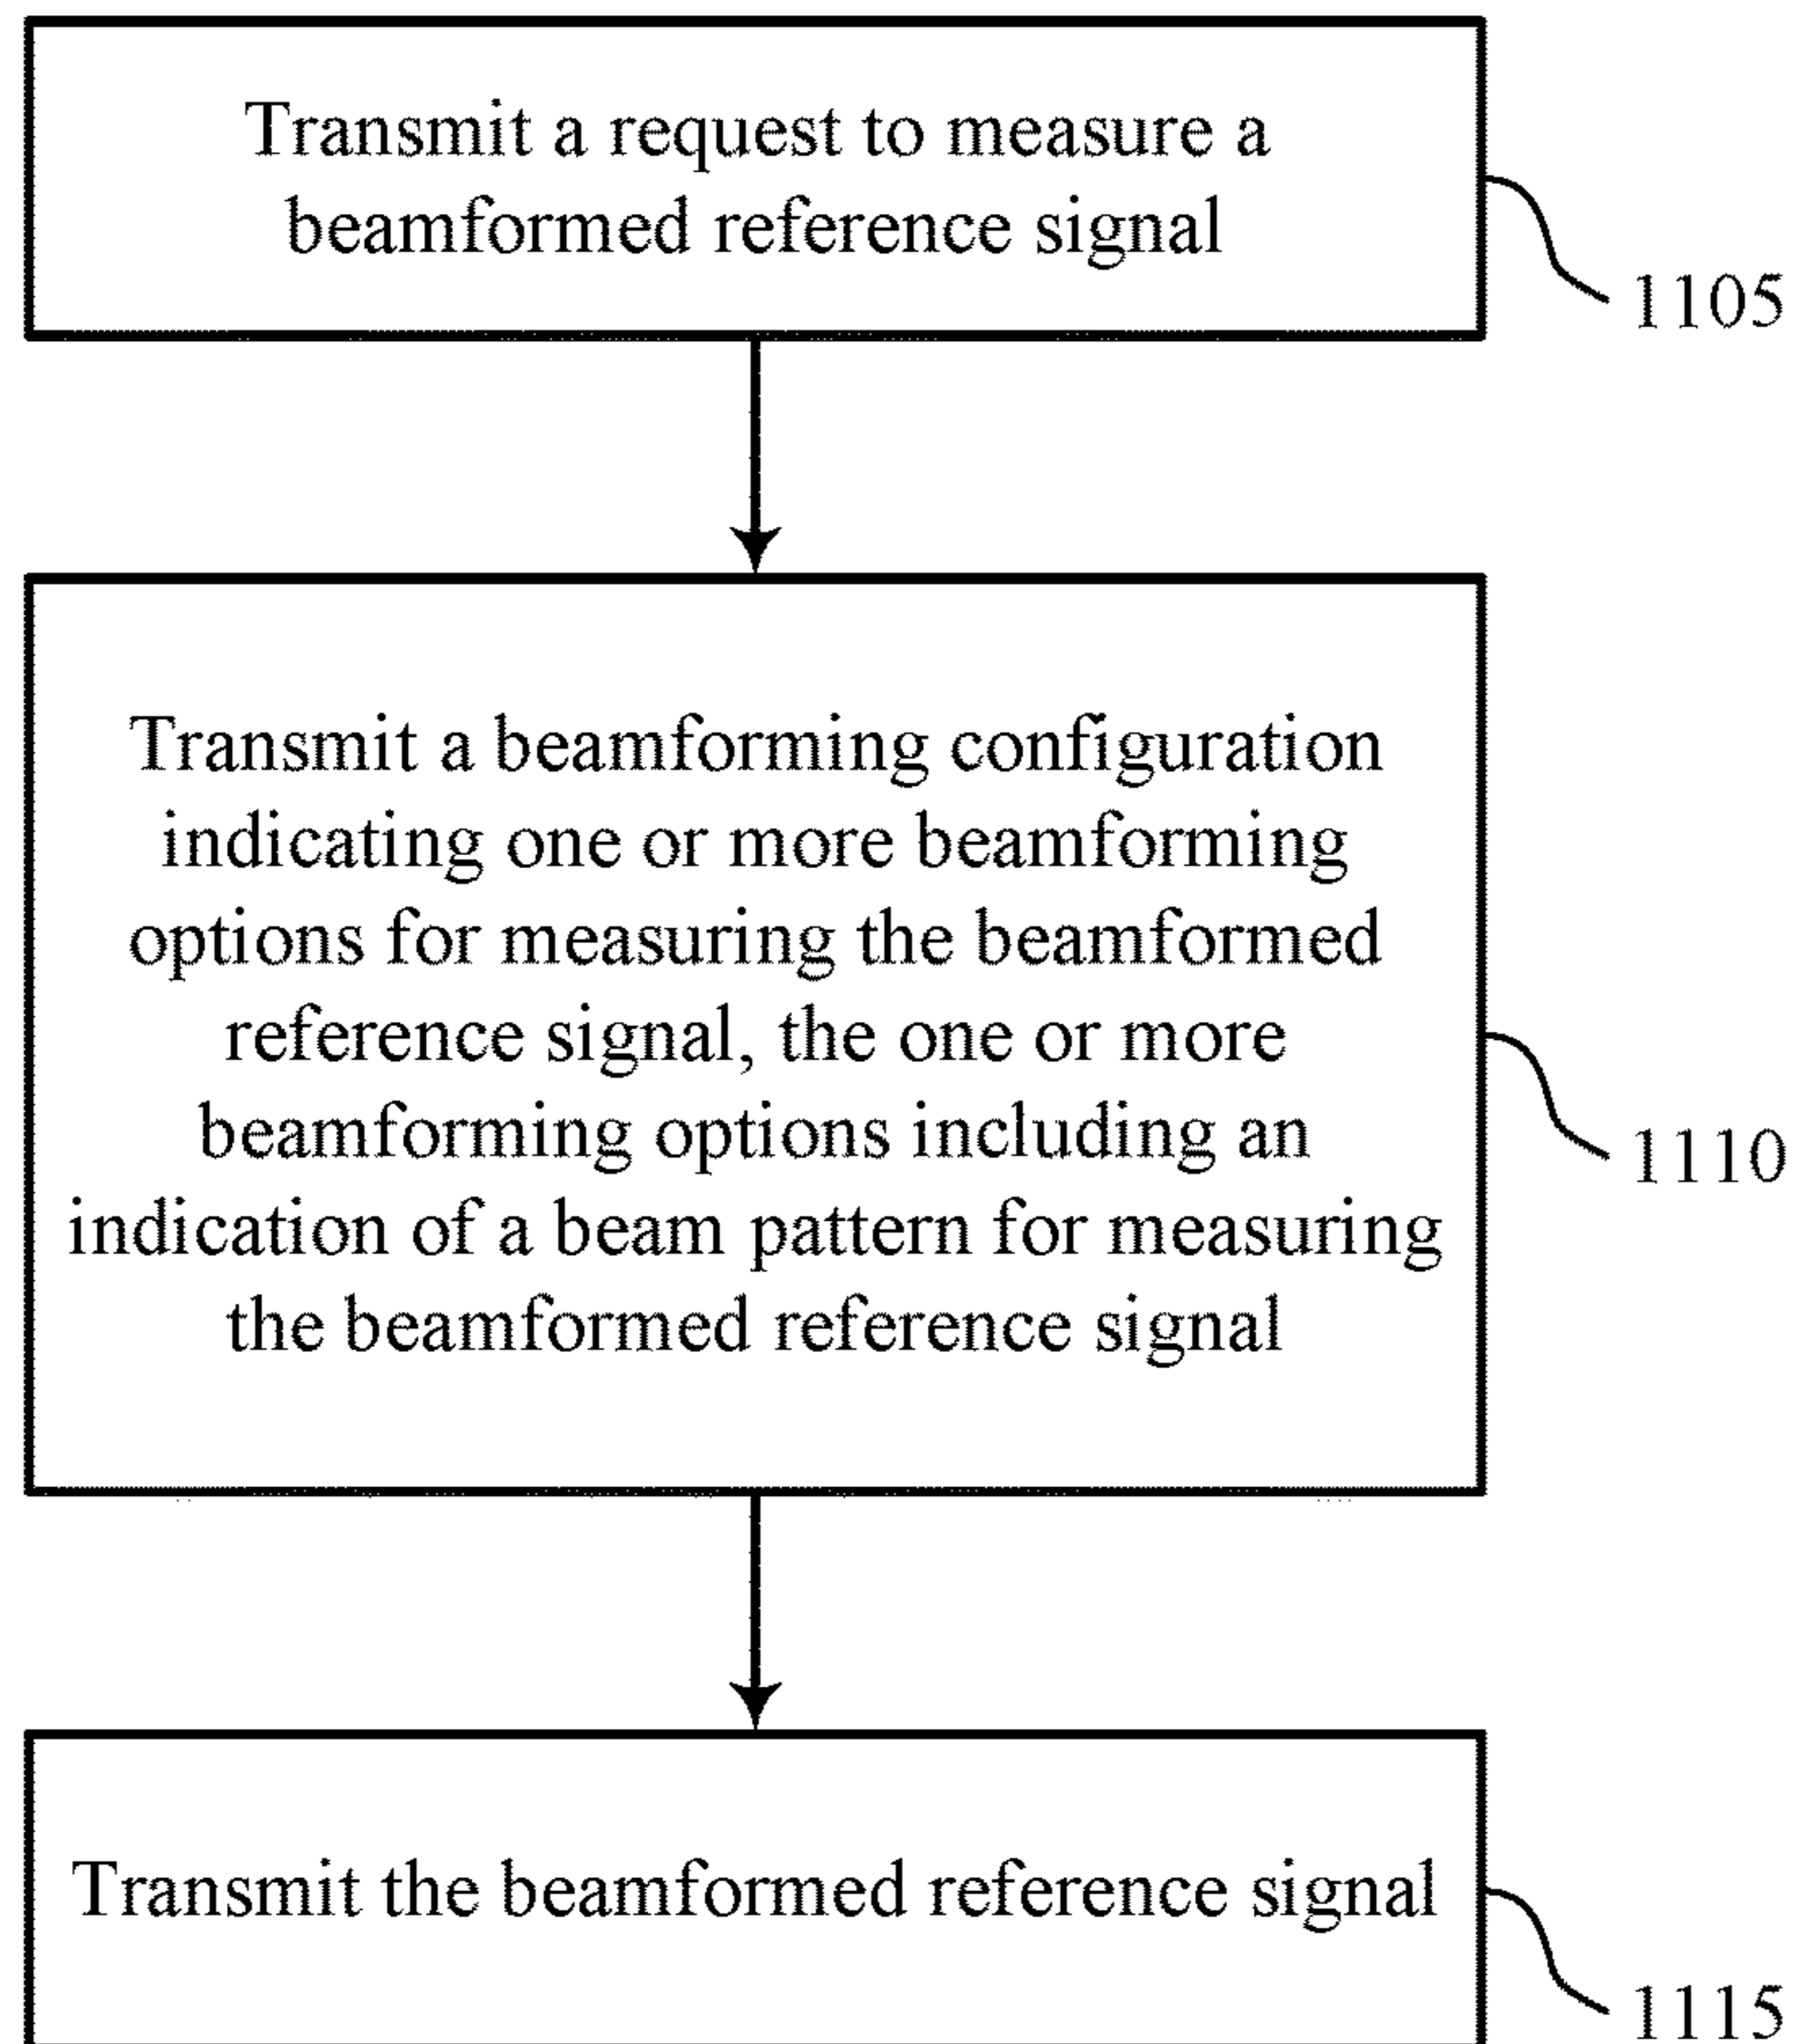 Transmit a request to measure a
beamformed reference signal
1105
Transmit a beamforming configuration
indicating one or more beamforming
options for measuring the beamformed
reference signal, the one or more
beamforming options including an
indication of a beam pattern for measuring
the beamformed reference signal
1110
Transmit the beamformed reference signal
1115